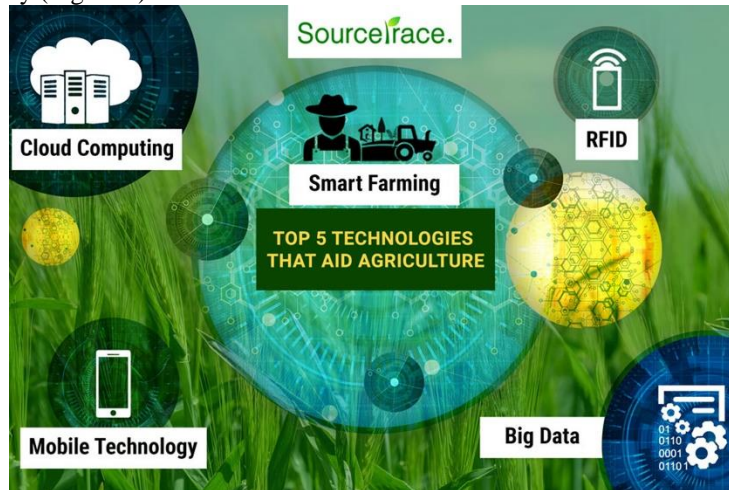 SourceTrace.
Cloud Computing
RFID
Smart Farming
TOP 5 TECHNOLOGIES
THAT AID AGRICULTURE
Mobile Technology
Big Data
01
0110
0001
01101